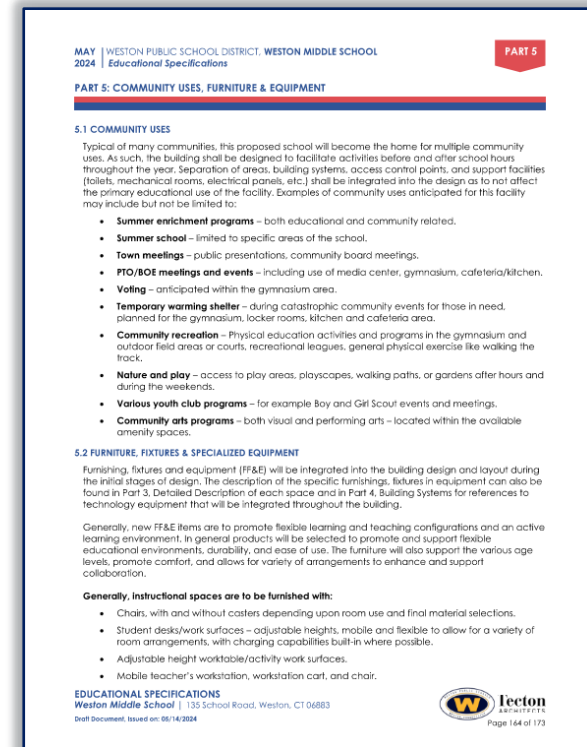 MAY | WESTON PUBLIC SCHOOL DISTRICT, WESTON MIDDLE SCHOOL
2024 | Educational Specifications
PART 5
PART 5: COMMUNITY USES, FURNITURE & EQUIPMENT
5.1 COMMUNITY USES
Typical of many communities, this proposed school will become the home for multiple community
uses. As such, the building shall be designed to facilitate activities before and after school hours
throughout the year. Separation of areas, building systems, access control points, and support facilities
(toilets, mechanical rooms, electrical panels, etc.) shall be integrated into the design as to not affect
the primary educational use of the facility. Examples of community uses anticipated for this facility
may include but not be limited to:
• Summer enrichment programs – both educational and community related.
• Summer school – limited to specific areas of the school.
• Town meetings – public presentations, community board meetings.
• PTO/BOE meetings and events – including use of media center, gymnasium, cafeteria/kitchen.
• Voting – anticipated within the gymnasium area.
• Temporary warming shelter – during catastrophic community events for those in need,
planned for the gymnasium, locker rooms, kitchen and cafeteria area.
• Community recreation – Physical education activities and programs in the gymnasium and
outdoor field areas or courts, recreational leagues, general physical exercise like walking the
track.
• Nature and play – access to play areas, playscapes, walking paths, or gardens after hours and
during the weekends.
• Various youth club programs – for example Boy and Girl Scout events and meetings.
• Community arts programs – both visual and performing arts – located within the available
amenity spaces.
5.2 FURNITURE, FIXTURES & SPECIALIZED EQUIPMENT
Furnishing, fixtures and equipment (FF&E) will be integrated into the building design and layout during
the initial stages of design. The description of the specific furnishings, fixtures in equipment can also be
found in Part 3, Detailed Description of each space and in Part 4, Building Systems for references to
technology equipment that will be integrated throughout the building.
Generally, new FF&E items are to promote flexible learning and teaching configurations and an active
learning environment. In general products will be selected to promote and support flexible
educational environments, durability, and ease of use. The furniture will also support the various age
levels, promote comfort, and allows for variety of arrangements to enhance and support
collaboration.
Generally, instructional spaces are to be furnished with:
• Chairs, with and without casters depending upon room use and final material selections.
• Student desks/work surfaces – adjustable heights, mobile and flexible to allow for a variety of
room arrangements, with charging capabilities built-in where possible.
• Adjustable height worktable/activity work surfaces.
• Mobile teacher's workstation, workstation cart, and chair.
EDUCATIONAL SPECIFICATIONS
Weston Middle School | 135 School Road, Weston, CT 06883
Draft Document, Issued on: 05/14/2024
W
Tecton
ARCHITECTS
Page 164 of 173